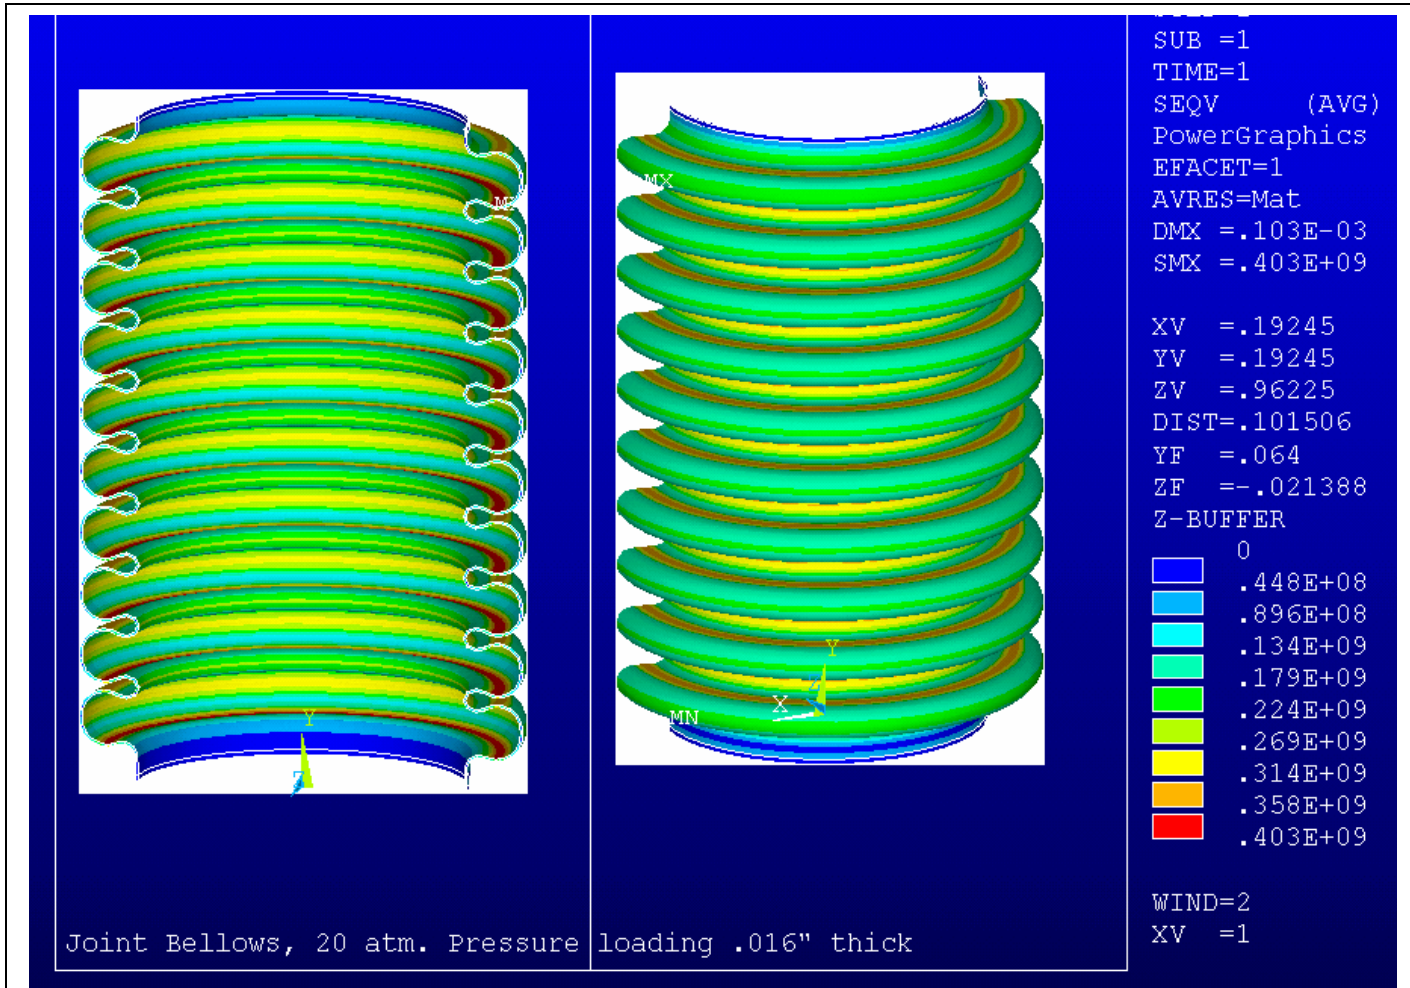 SUB =1
TIME=1
SEQV (AVG)
PowerGraphics
EFACET=1
AVRES=Mat
DMX =.103E-03
SMX =.403E+09
XV =.19245
YV =.19245
ZV =.96225
DIST=.101506
YF =.064
ZF =-.021388
Z-BUFFER
0
.448E+08
.896E+08
.134E+09
.179E+09
.224E+09
.269E+09
.314E+09
.358E+09
.403E+09
WIND=2
XV =1
MX
MN
Y
Z
X
Y
Z
Joint Bellows, 20 atm. Pressure loading .016" thick